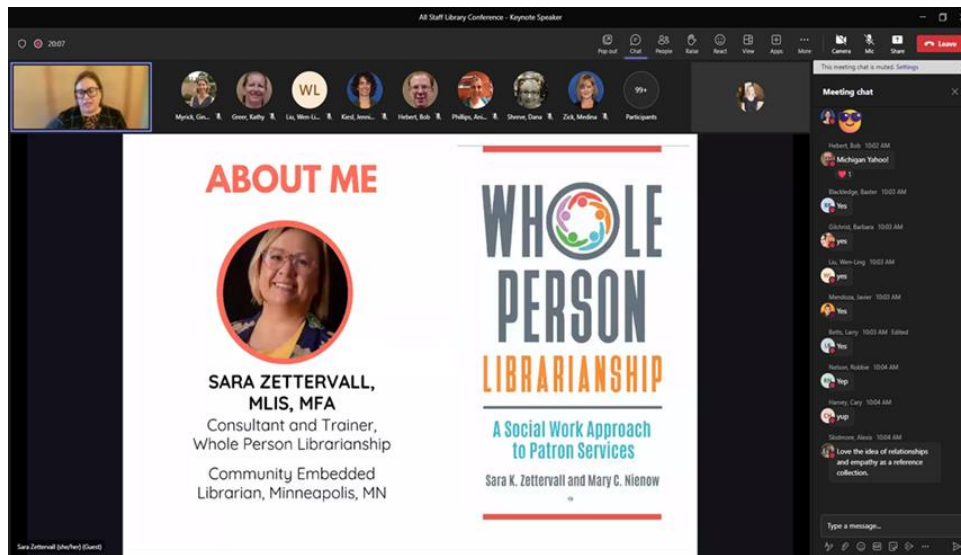 All Staff Library Conference - Keynote Speaker
20:07
Pop out
Chat
People
Raise
React
View
Apps
More
Camera
Mic
Share
Leave
This meeting chat is muted. Settings
Myrick, Gin...
Greer, Kathy
WL
Liu, Wen-Li...
Kiesl, Jenni...
Hebert, Bob
Phillips, Ani...
Shreve, Dana
Zick, Medina
99+
Participants
ABOUT ME
SARA ZETTERVALL,
MLIS, MFA
Consultant and Trainer,
Whole Person Librarianship
Community Embedded
Librarian, Minneapolis, MN
WHOLE
PERSON
LIBRARIANSHIP
A Social Work Approach
to Patron Services
Sara K. Zettervall and Mary C. Nienow
Sara Zettervall (she/her) (Guest)
Meeting chat
Hebert, Bob 10:02 AM
Michigan Yahoo!
1
Blackledge, Baxter 10:03 AM
Yes
Gilchrist, Barbara 10:03 AM
yes
Liu, Wen-Ling 10:03 AM
yes
Mendoza, Javier 10:03 AM
Yes
Betts, Larry 10:03 AM Edited
Yes
Nelson, Robbie 10:04 AM
Yep
Harvey, Cary 10:04 AM
yup
Skidmore, Alexis 10:04 AM
Love the idea of relationships
and empathy as a reference
collection.
Type a message...